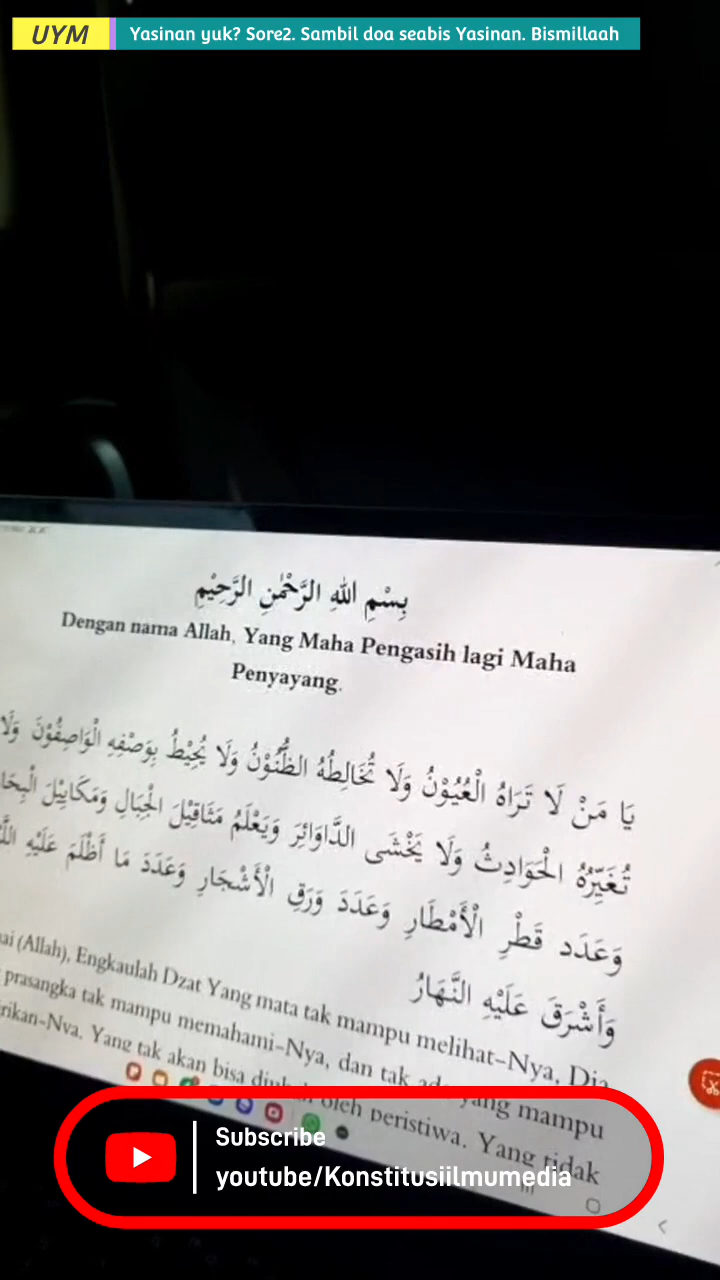 UYM
Yasinan yuk? Sore2. Sambil doa seabis Yasinan. Bismillaah
بِسْمِ اللهِ الرَّحْمٰنِ الرَّحِيْمِ
Dengan nama Allah, Yang Maha Pengasih lagi Maha
Penyayang.
يَا مَنْ لَا تَرَاهُ الْعُيُوْنُ وَلَا تُخَالِطُهُ الظُّنُوْنُ وَلَا يُحِيْطُ بِوَصْفِهِ الْوَاصِفُوْنَ وَلَا
تُغَيِّرُهُ الْحَوَادِثُ وَلَا يَخْشَى الدَّاوَائِرَ وَيَعْلَمُ مَثَاقِيْلَ الْجِبَالِ وَمَكَايِيْلَ
وَعَدَد قَطْرِ الْأَمْطَارِ وَعَدَدَ وَرَقِ الْأَشْجَارِ وَعَدَدَ مَا أَظْلَمَ عَلَيْهِ
وَأَشْرَقَ عَلَيْهِ النَّهَارُ
(Allah), Engkaulah Dzat Yang mata tak mampu melihat-Nya, Dia
prasangka tak mampu memahami-Nya, dan tak yang mampu
Yang tak akan bisa oleh peristiwa. Yang tidak
Subscribe
youtube/Konstitusiilmumedia